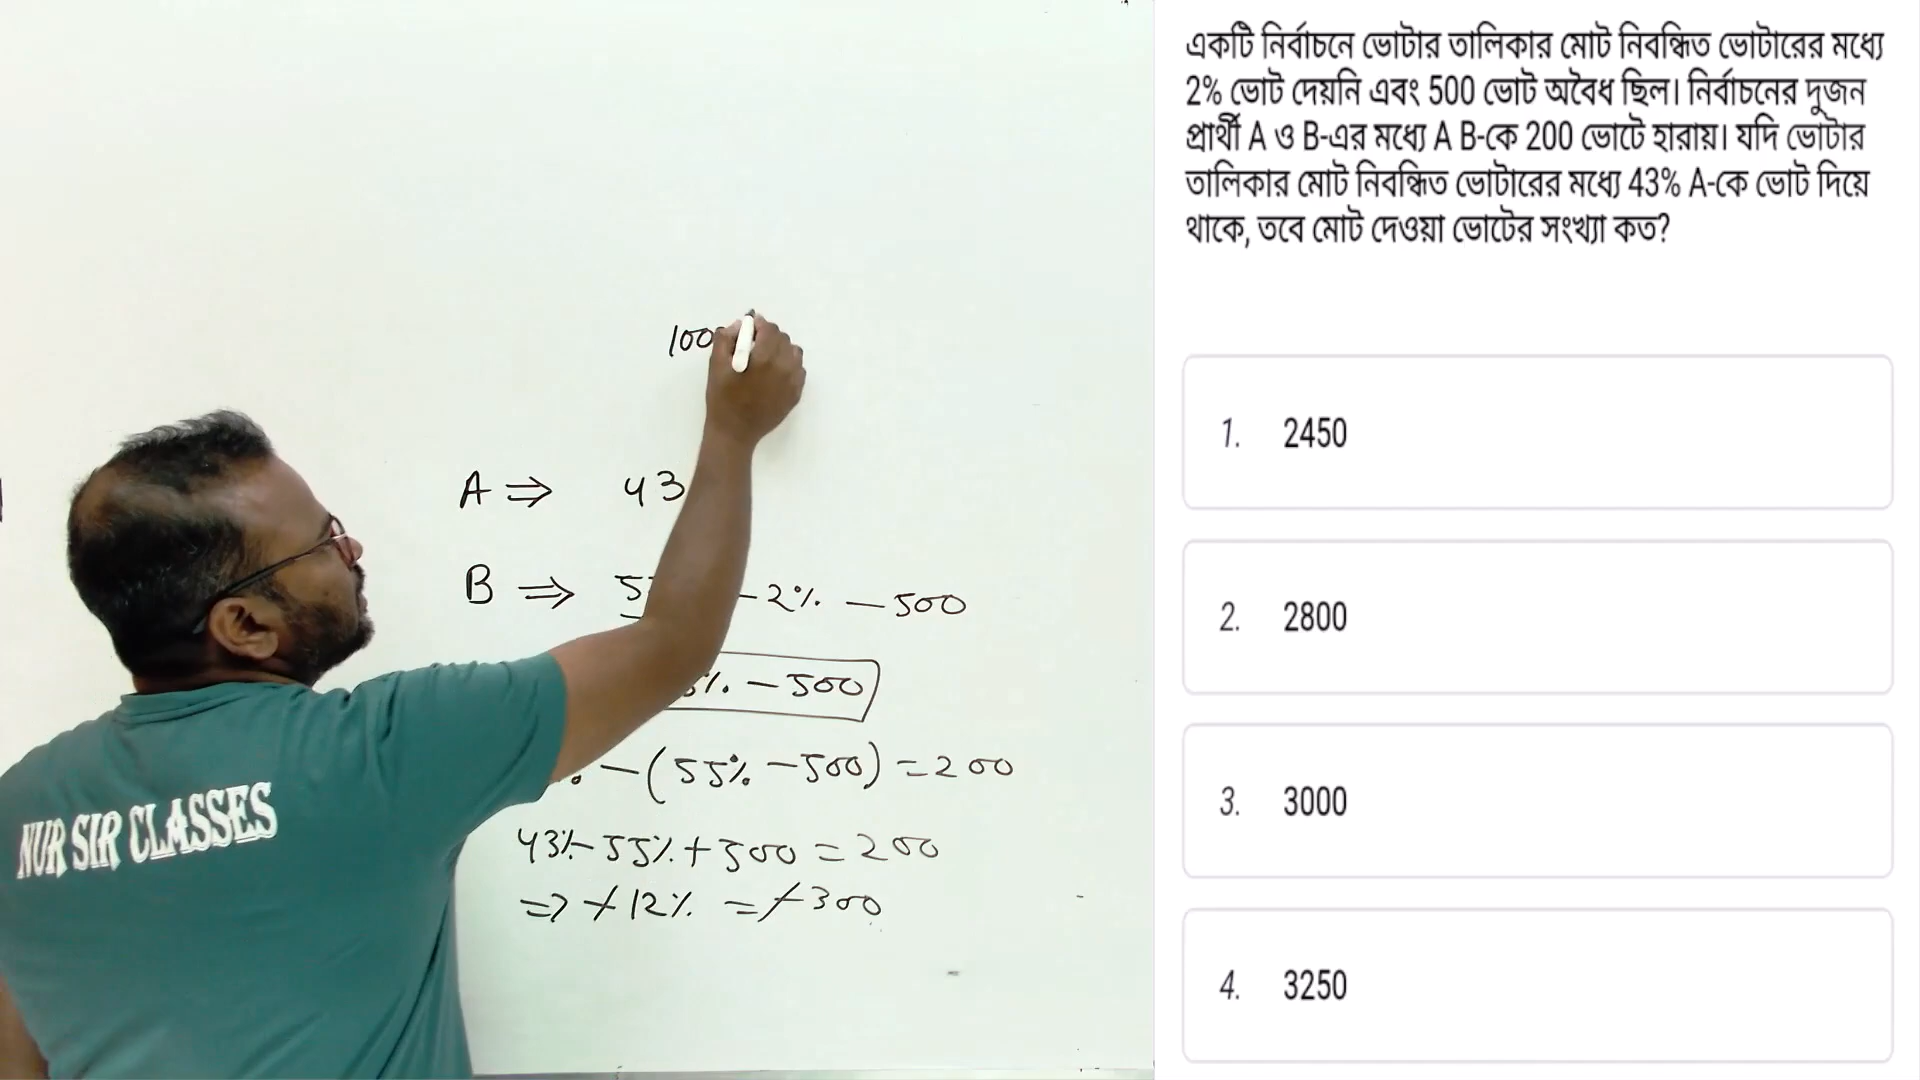 একটি নির্বাচনে ভোটার তালিকার মোট নিবন্ধিত ভোটারের মধ্যে
2% ভোট দেয়নি এবং 500 ভোট অবৈধ ছিল। নির্বাচনের দুজন
প্রার্থী A ও B-এর মধ্যে A B-কে 200 ভোটে হারায়। যদি ভোটার
তালিকার মোট নিবন্ধিত ভোটারের মধ্যে 43% A-কে ভোট দিয়ে
থাকে, তবে মোট দেওয়া ভোটের সংখ্যা কত?
1. 2450
2. 2800
3. 3000
4. 3250
100
A ⇒ 43
B ⇒ 5 - 2% - 500
% - 500
- (55% - 500) = 200
43% - 55% + 500 = 200
⇒ +12% = +300
NUR SIR CLASSES